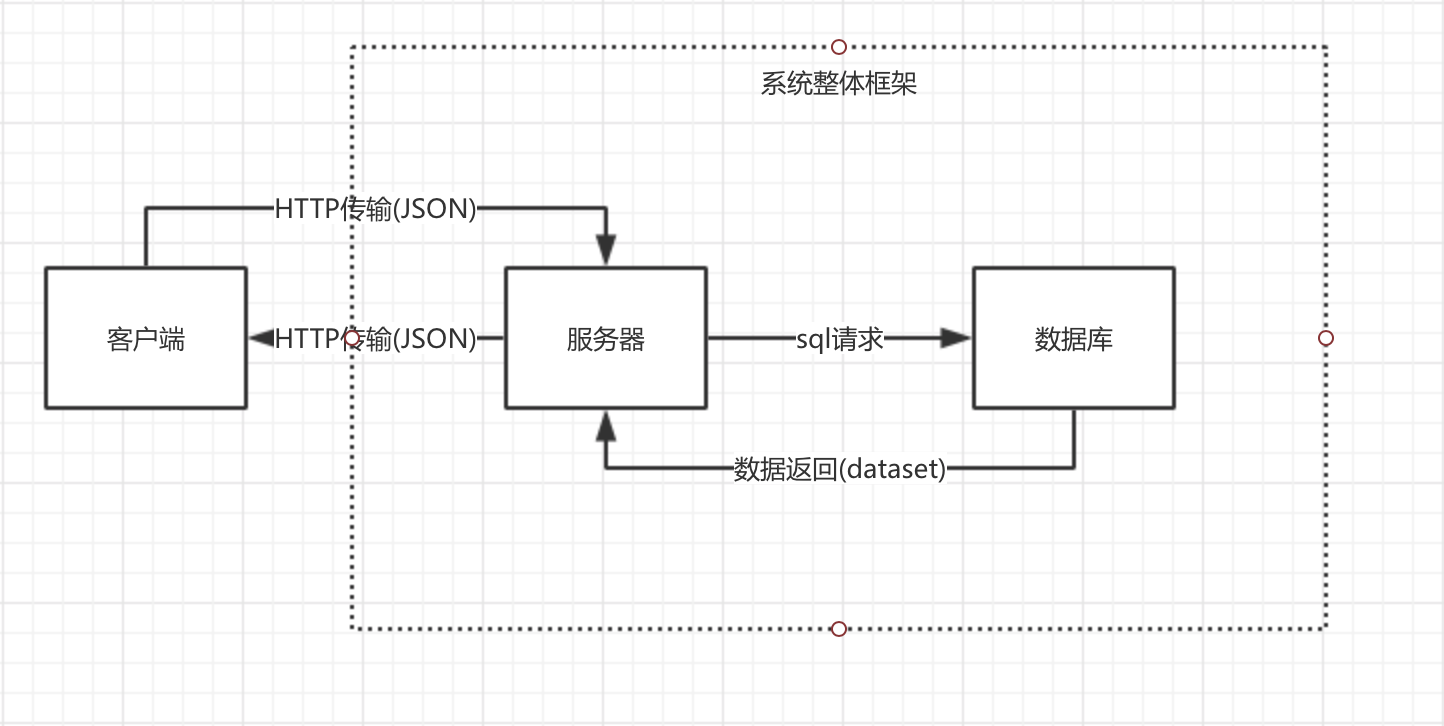 系统整体框架
HTTP传输(JSON)
客户端
HTTP传输(JSON)
服务器
sql请求
数据库
数据返回(dataset)